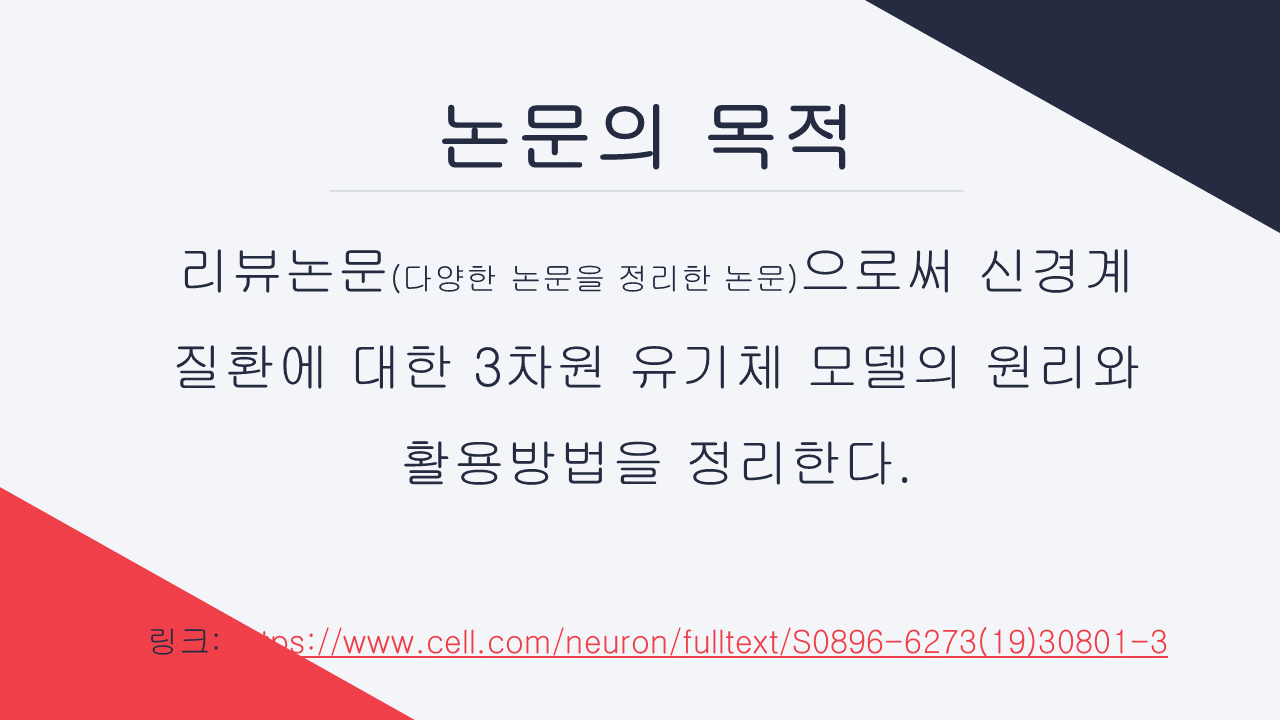 논문의 목적
리뷰논문(다양한 논문을 정리한 논문)으로써 신경계
질환에 대한 3차원 유기체 모델의 원리와
활용방법을 정리한다.
링크: https://www.cell.com/neuron/fulltext/S0896-6273(19)30801-3